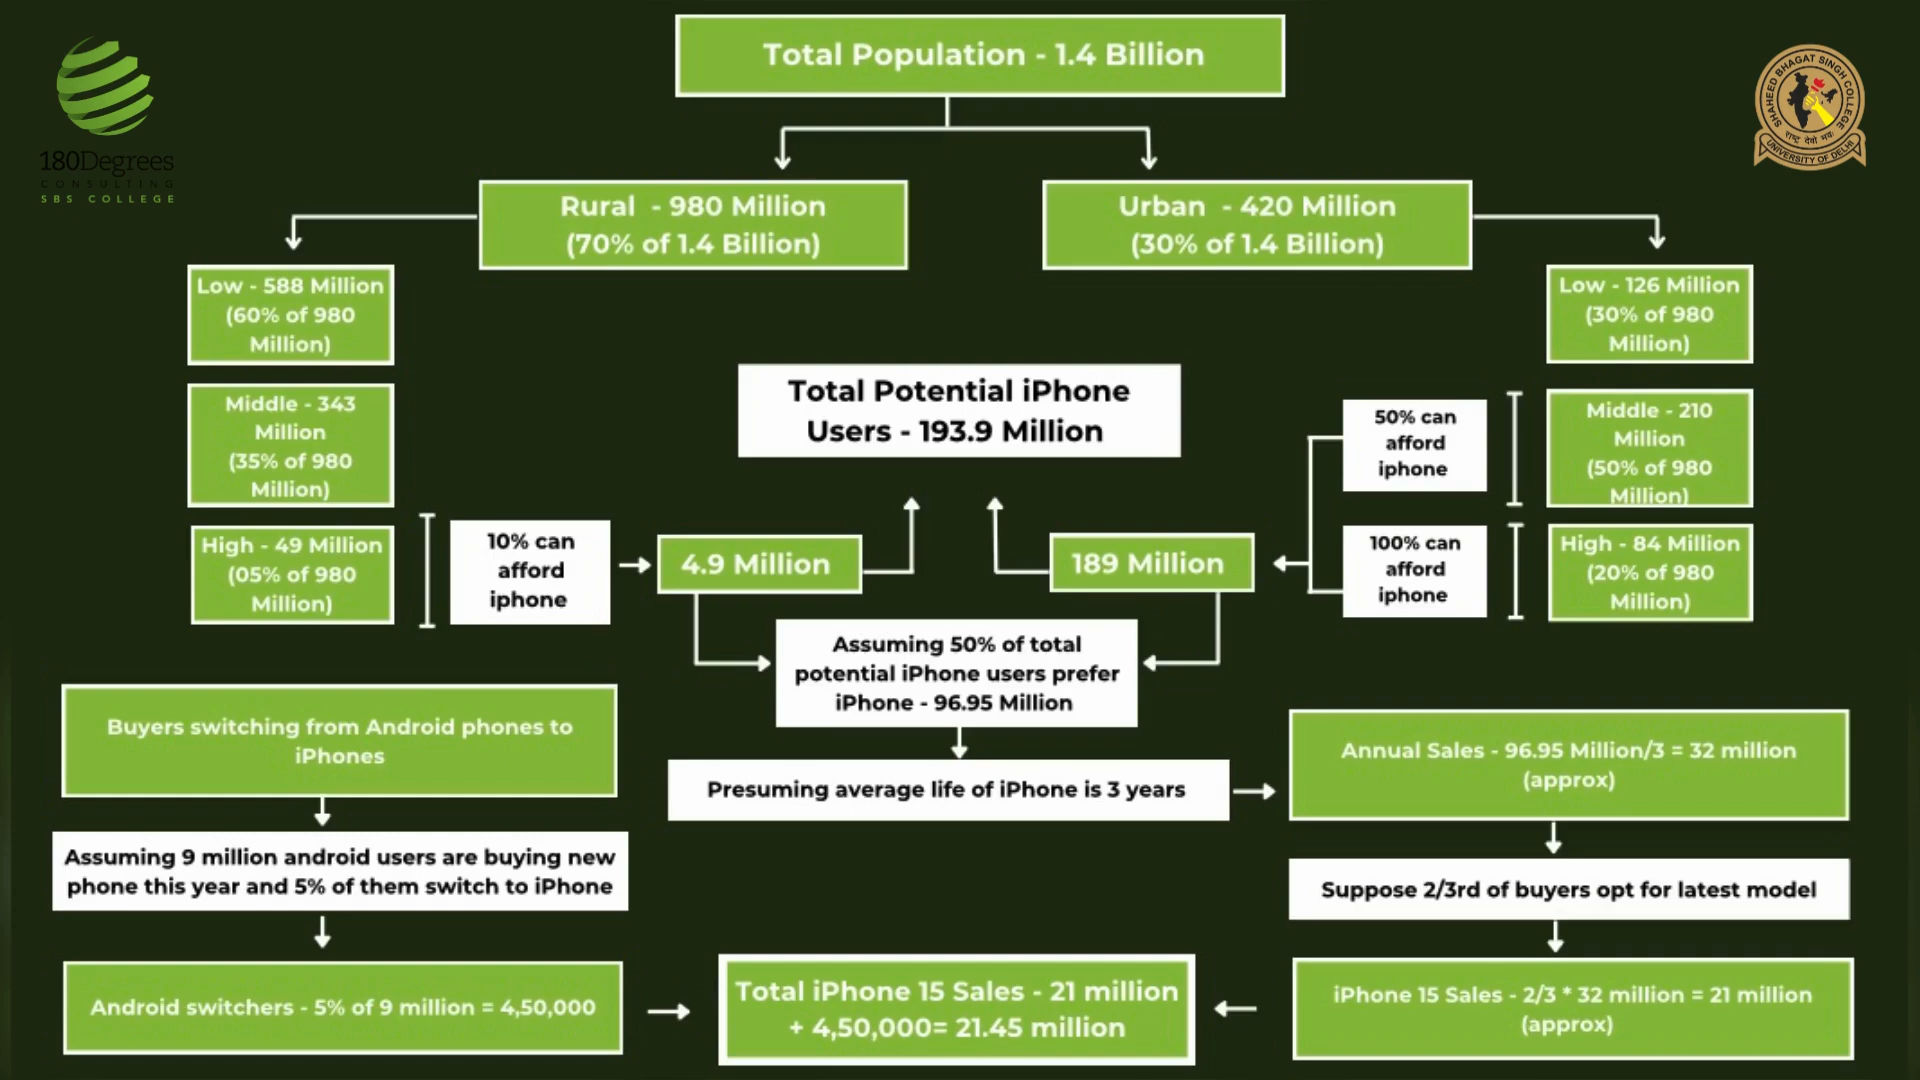 Total Population - 1.4 Billion
180Degrees
CONSULTING
SBS COLLEGE
SHAHEED BHAGAT SINGH COLLEGE
राष्ट्र देवो भवः
UNIVERSITY OF DELHI
Rural - 980 Million
(70% of 1.4 Billion)
Urban - 420 Million
(30% of 1.4 Billion)
Low - 588 Million
(60% of 980
Million)
Middle - 343
Million
(35% of 980
Million)
High - 49 Million
(05% of 980
Million)
10% can
afford
iphone
4.9 Million
Total Potential iPhone
Users - 193.9 Million
189 Million
50% can
afford
iphone
100% can
afford
iphone
Low - 126 Million
(30% of 980
Million)
Middle - 210
Million
(50% of 980
Million)
High - 84 Million
(20% of 980
Million)
Assuming 50% of total
potential iPhone users prefer
iPhone - 96.95 Million
Presuming average life of iPhone is 3 years
Annual Sales - 96.95 Million/3 = 32 million
(approx)
Suppose 2/3rd of buyers opt for latest model
iPhone 15 Sales - 2/3 * 32 million = 21 million
(approx)
Buyers switching from Android phones to
iPhones
Assuming 9 million android users are buying new
phone this year and 5% of them switch to iPhone
Android switchers - 5% of 9 million = 4,50,000
Total iPhone 15 Sales - 21 million
+ 4,50,000= 21.45 million